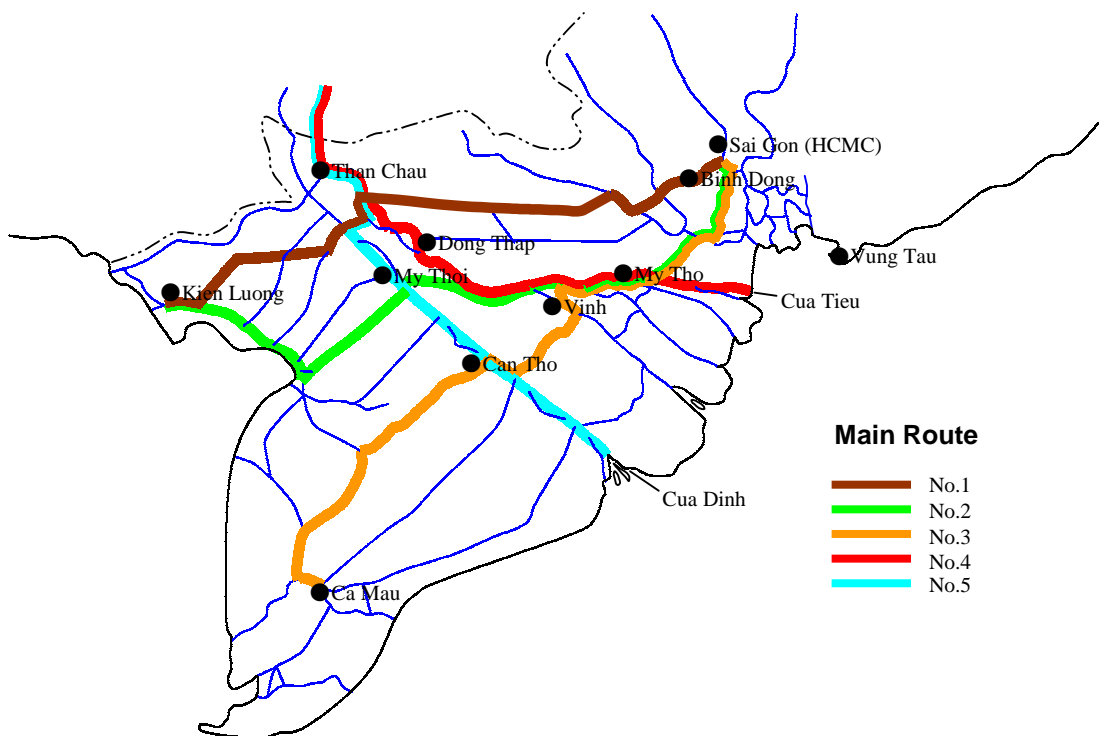 Sai Gon (HCMC)
Than Chau
Binh Dong
Dong Thap
Vung Tau
My Thoi
My Tho
Kien Luong
Cua Tieu
Vinh
Can Tho
Main Route
No.1
Cua Dinh
No.2
No.3
No.4
No.5
Ca Mau